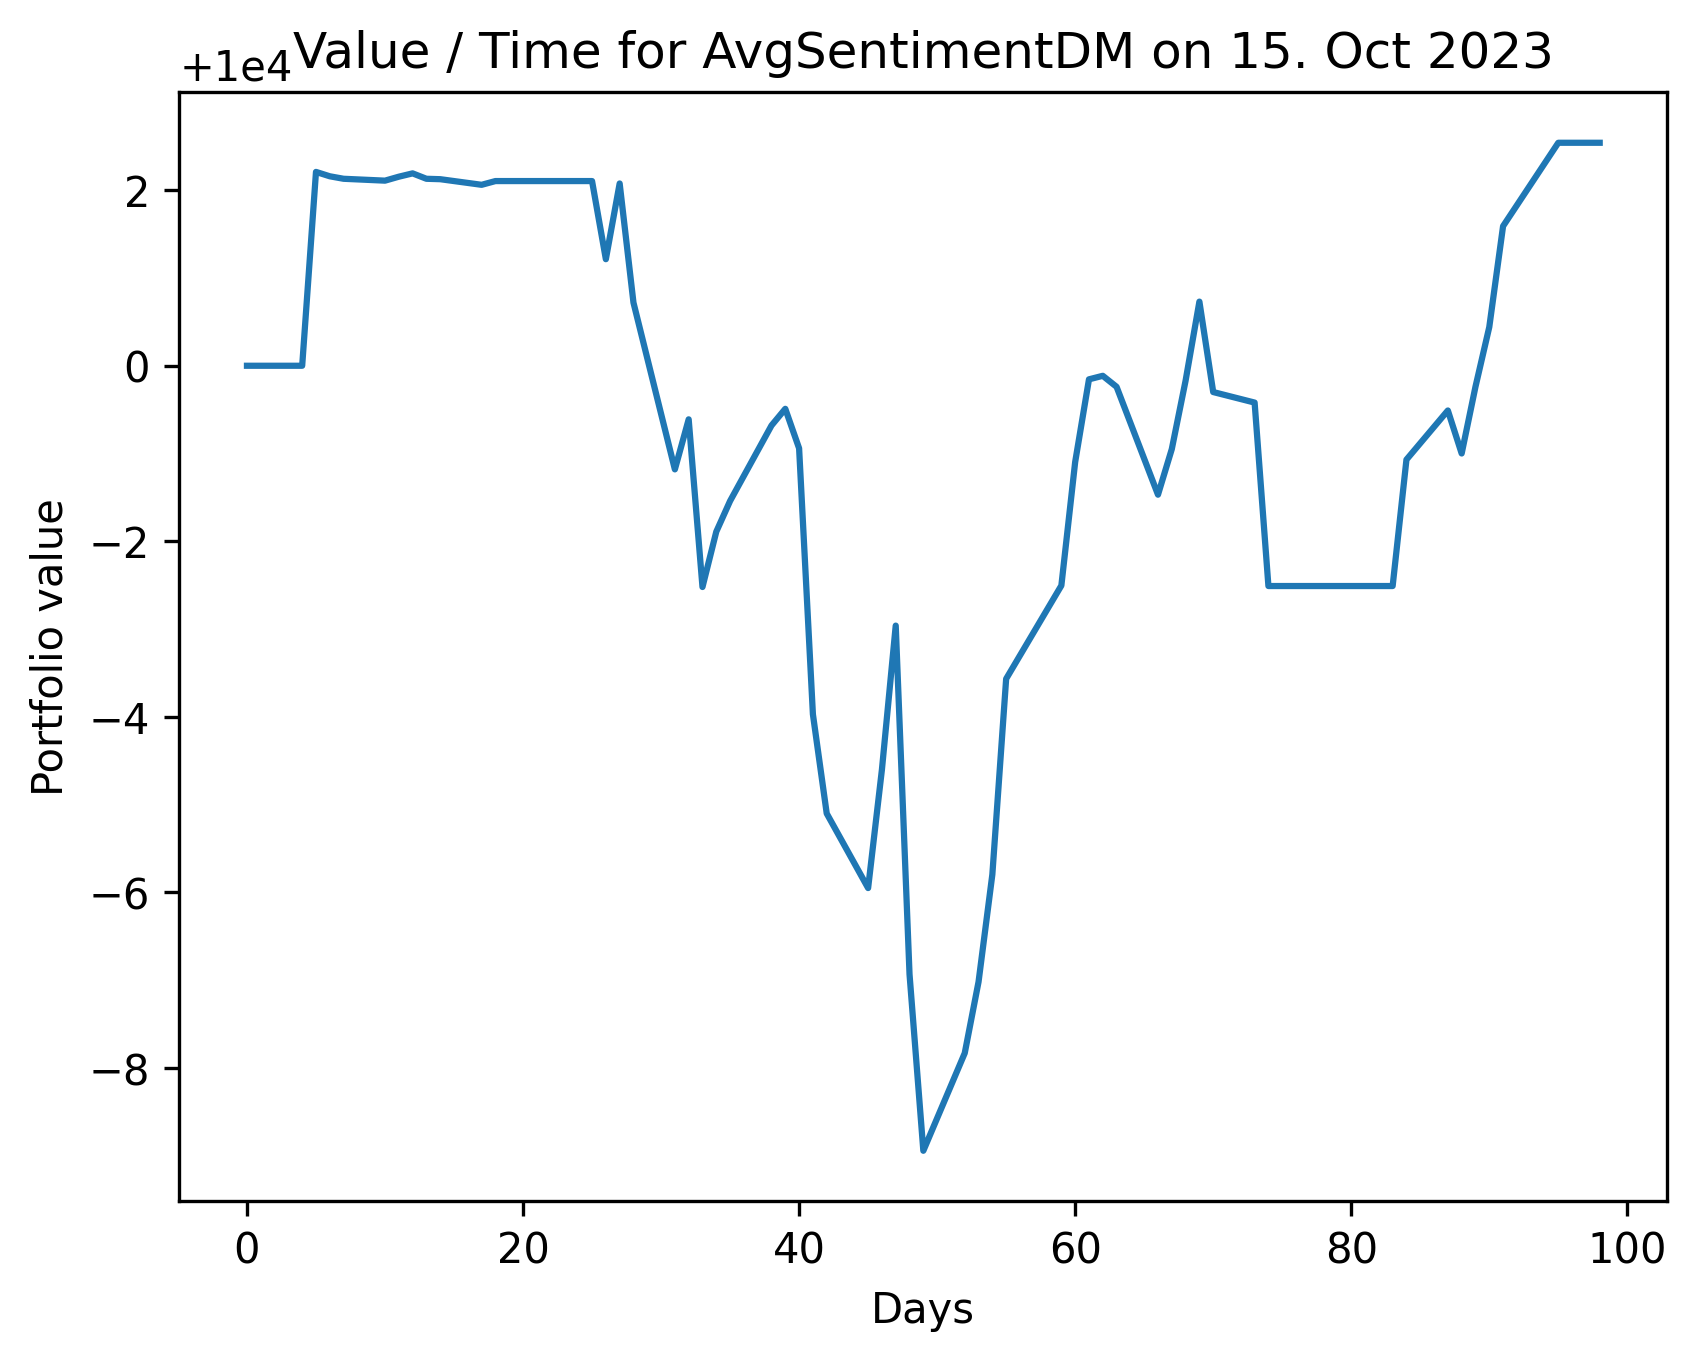 Value / Time for AvgSentimentDM on 15. Oct 2023
+1e4
2
0
−2
−4
−6
−8
Portfolio value
0 20 40 60 80 100
Days